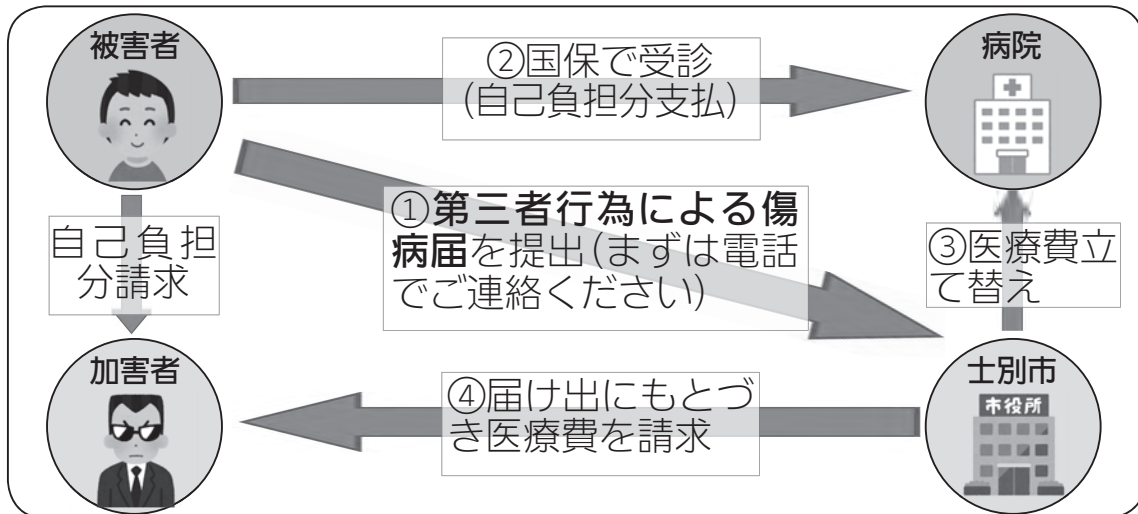 被害者
②国保で受診
(自己負担分支払)
病院
①第三者行為による傷
病届を提出(まずは電話
でご連絡ください)
自己負担
分請求
③医療費立
て替え
加害者
④届け出にもとづ
き医療費を請求
士別市
市役所